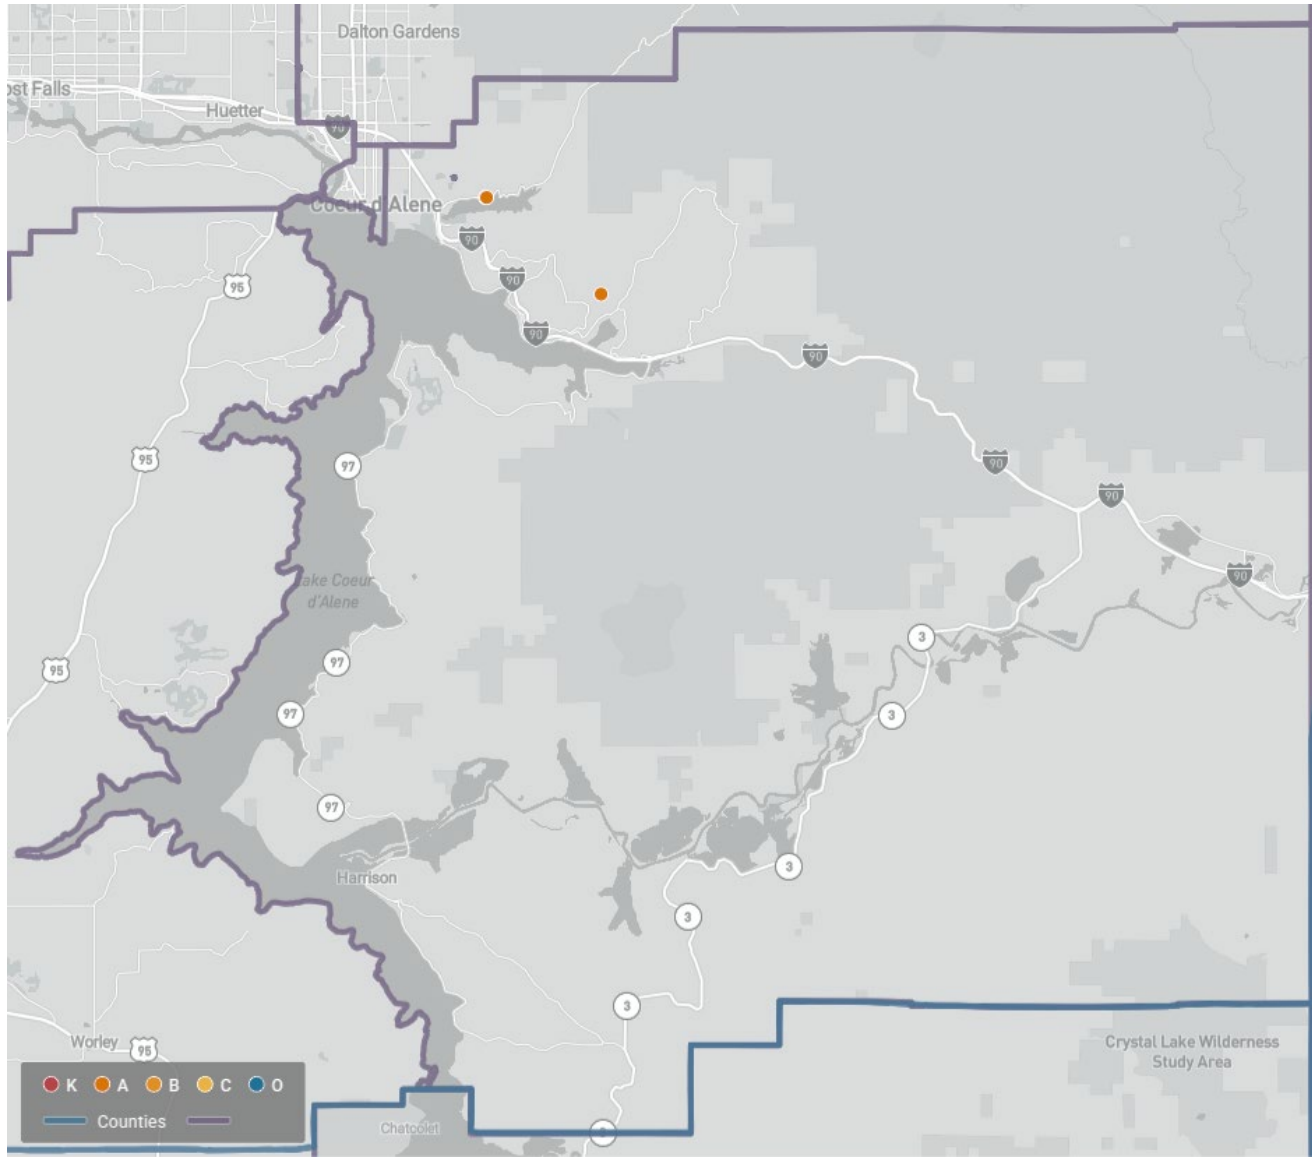 Dalton Gardens
ost Falls
Huetter
90
Coeur d'Alene
90
95
90
90
90
95
97
90
90
ake Coeur
d'Alene
90
3
97
95
97
3
97
3
Harrison
3
3
Worley
95
Crystal Lake Wilderness
Study Area
K A B C O
Counties
Chatcolet